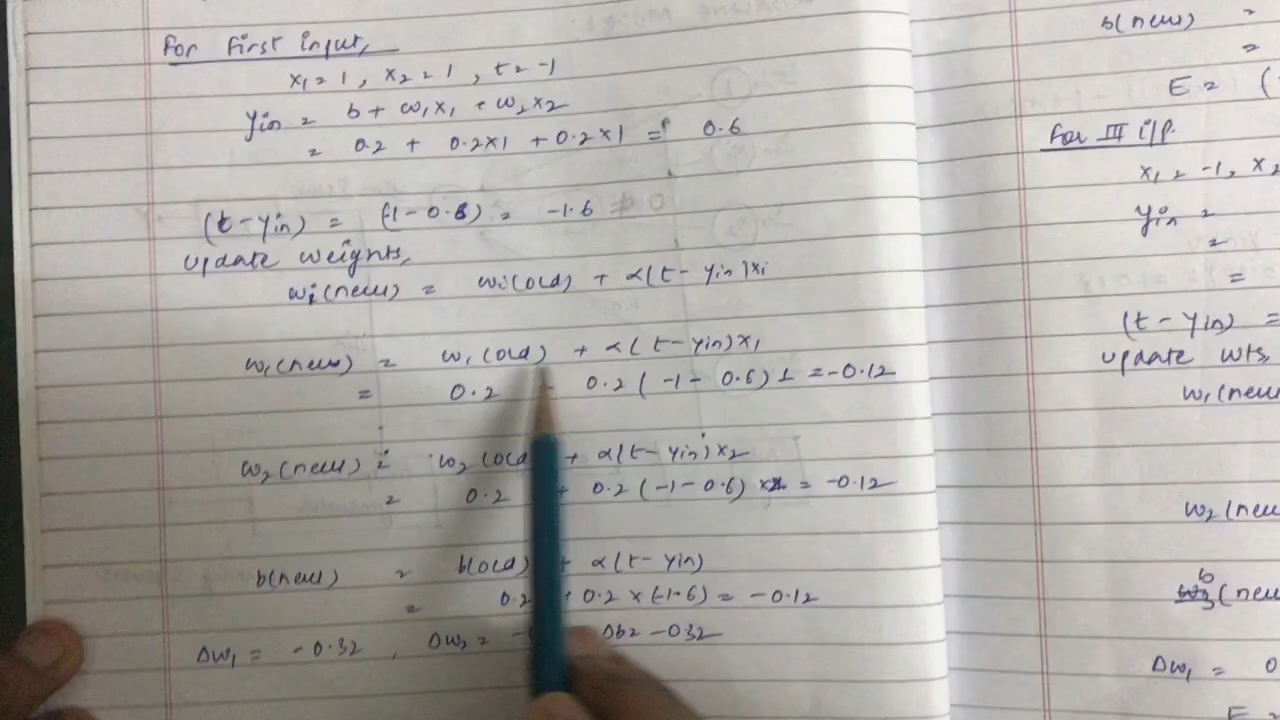 For First input,
x₁ = 1, x₂ = 1, t = -1
yin = b + w₁x₁ + w₂x₂
= 0.2 + 0.2×1 + 0.2×1 = 0.6
(t - yin) = (-1 - 0.6) = -1.6
update weights,
wi(new) = wi(old) + α(t - yin)xi
w₁(new) = w₁(old) + α(t - yin)x₁
= 0.2 0.2(-1 - 0.6)1 = -0.12
w₂(new) = w₂(old + α(t - yin)x₂
= 0.2 + 0.2(-1 - 0.6) × = -0.12
b(new) = b(old) + α(t - yin)
= 0.2 0.2 × (-1.6) = -0.12
Δw₁ = -0.32, Δw₂ = Δb = -0.32
b(new) =
=
E = (
For III i/p.
x₁ = -1, x₂
yin =
=
=
(t - yin) =
update wts,
w₁(new
w₂(new
b(new
Δw₁ = 0
E =